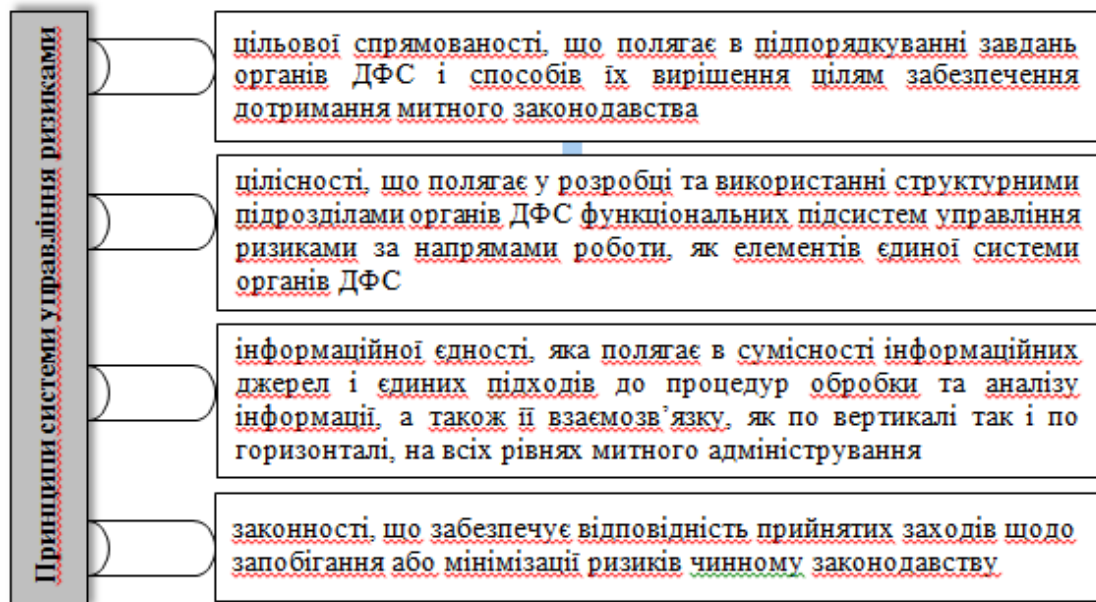 Принципи системи управління ризиками
цільової спрямованості, що полягає в підпорядкуванні завдань
органів ДФС і способів їх вирішення цілям забезпечення
дотримання митного законодавства
цілісності, що полягає у розробці та використанні структурними
підрозділами органів ДФС функціональних підсистем управління
ризиками за напрямами роботи, як елементів єдиної системи
органів ДФС
інформаційної єдності, яка полягає в сумісності інформаційних
джерел і єдиних підходів до процедур обробки та аналізу
інформації, а також її взаємозв’язку, як по вертикалі так і по
горизонталі, на всіх рівнях митного адміністрування
законності, що забезпечує відповідність прийнятих заходів щодо
запобігання або мінімізації ризиків чинному законодавству